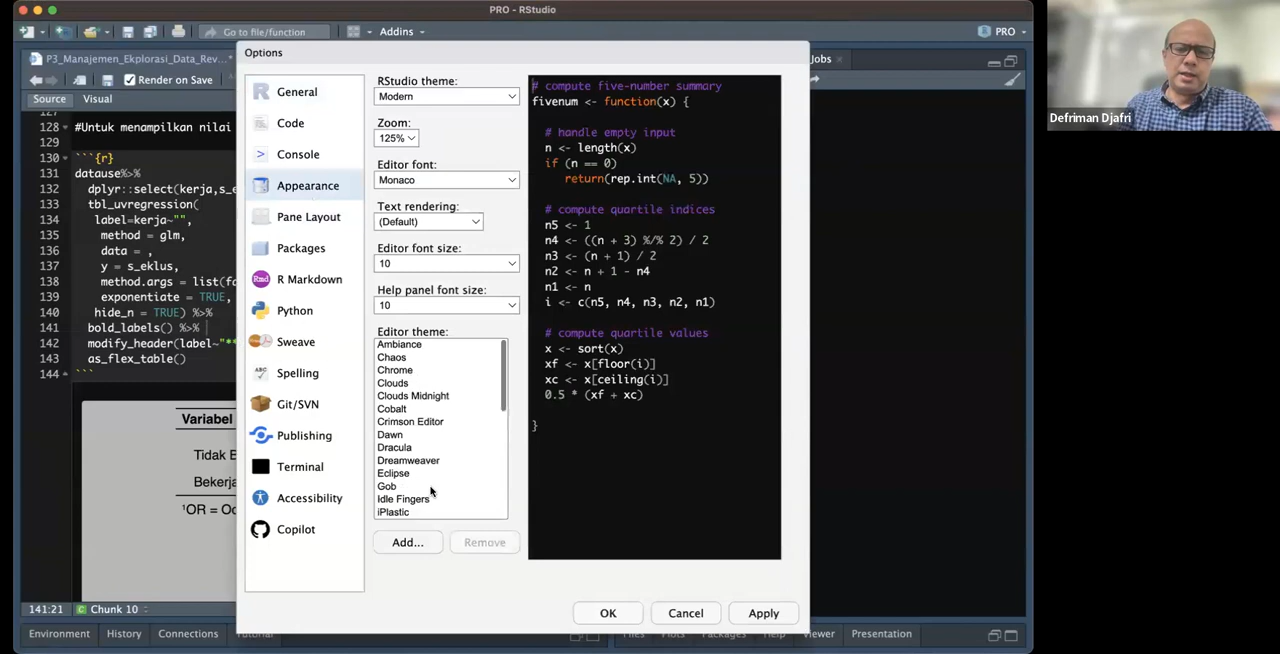 PRO - RStudio
Go to file/function
Addins
PRO
P3_Manajemen_Ekplorasi_Data_Rev...*
Render on Save
Source
Visual
127
128 #Untuk menampilkan nilai
129
130 ```{r}
131 datause%>%
132 dplyr::select(kerja,s_e
133 tbl_uvregression(
134 label=kerja~"",
135 method = glm,
136 data = ,
137 y = s_eklus,
138 method.args = list(fa
139 exponentiate = TRUE,
140 hide_n = TRUE) %>%
141 bold_labels() %>%
142 modify_header(label~"**
143 as_flex_table()
144 ```
Variabel
Tidak B
Bekerja
¹OR = Od
141:21 Chunk 10
Environment
History
Connections
Tutorial
Options
General
Code
Console
Appearance
Pane Layout
Packages
R Markdown
Python
Sweave
Spelling
Git/SVN
Publishing
Terminal
Accessibility
Copilot
RStudio theme:
Modern
Zoom:
125%
Editor font:
Monaco
Text rendering:
(Default)
Editor font size:
10
Help panel font size:
10
Editor theme:
Ambiance
Chaos
Chrome
Clouds
Clouds Midnight
Cobalt
Crimson Editor
Dawn
Dracula
Dreamweaver
Eclipse
Gob
Idle Fingers
iPlastic
Add...
Remove
# compute five-number summary
fivenum <- function(x) {
# handle empty input
n <- length(x)
if (n == 0)
return(rep.int(NA, 5))
# compute quartile indices
n5 <- 1
n4 <- ((n + 3) %/% 2) / 2
n3 <- (n + 1) / 2
n2 <- n + 1 - n4
n1 <- n
i <- c(n5, n4, n3, n2, n1)
# compute quartile values
x <- sort(x)
xf <- x[floor(i)]
xc <- x[ceiling(i)]
0.5 * (xf + xc)
}
OK
Cancel
Apply
Jobs
Files
Plots
Packages
Help
Viewer
Presentation
Defriman Djafri